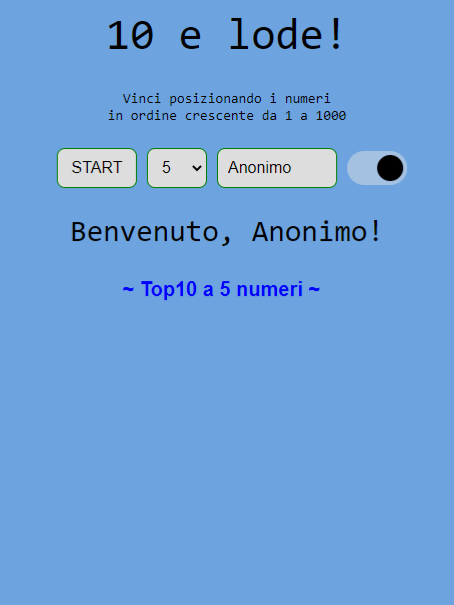 10 e lode!
Vinci posizionando i numeri
in ordine crescente da 1 a 1000
START 5 Anonimo
Benvenuto, Anonimo!
~ Top10 a 5 numeri ~